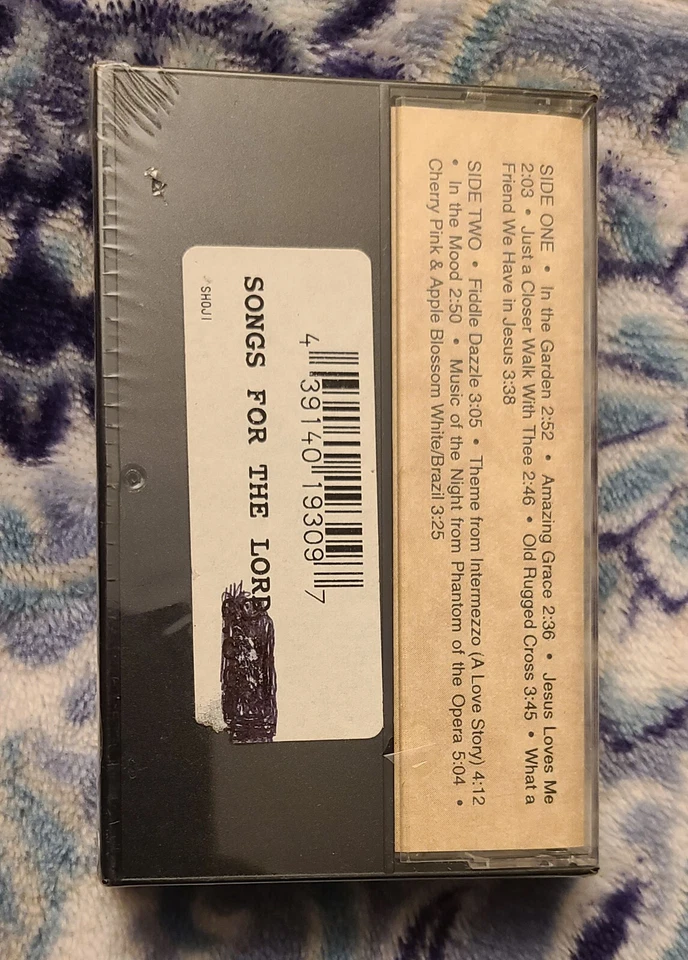 SIDE ONE • In the Garden 2:52 • Amazing Grace 2:36 • Jesus Loves Me
2:03 • Just a Closer Walk With Thee 2:46 • Old Rugged Cross 3:45 • What a
Friend We Have in Jesus 3:38
SIDE TWO • Fiddle Dazzle 3:05 • Theme from Intermezzo (A Love Story) 4:12
• In the Mood 2:50 • Music of the Night from Phantom of the Opera 5:04 •
Cherry Pink & Apple Blossom White/Brazil 3:25
4 39140 19309 7
SONGS FOR THE LORD
SHOJI